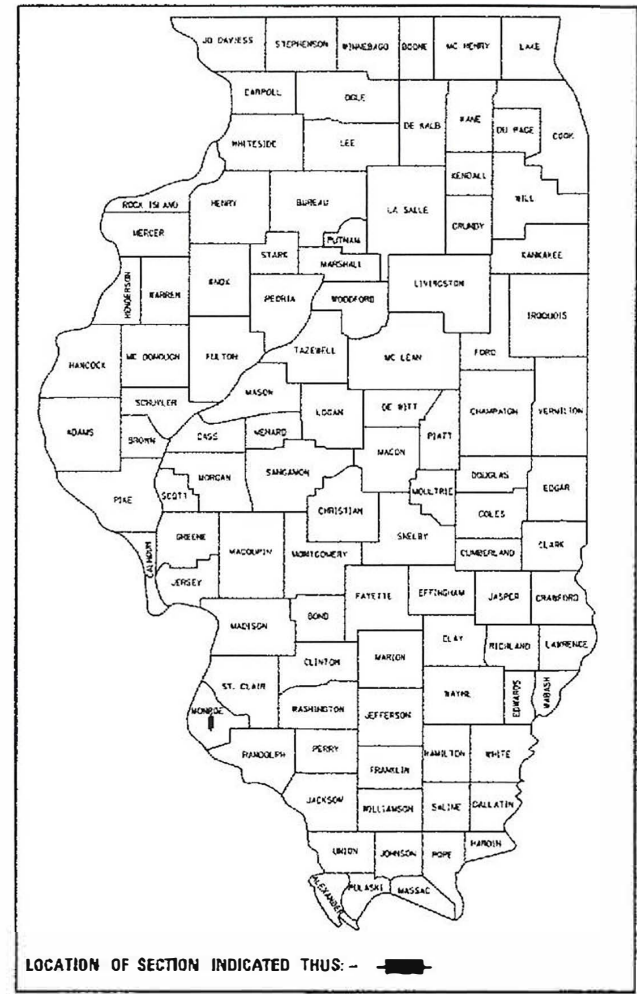 JO DAVIESS STEPHENSON WINNEBAGO BOONE MC HENRY LAKE
CARROLL OGLE DE KALB KANE DU PAGE COOK
WHITESIDE LEE KENDALL WILL
ROCK ISLAND HENRY BUREAU LA SALLE GRUNDY
MERCER PUTNAM KANKAKEE
STARK MARSHALL
HENDERSON WARREN KNOX PEORIA WOODFORD LIVINGSTON IROQUOIS
HANCOCK MC DONOUGH FULTON TAZEWELL MC LEAN FORD
MASON
SCHUYLER LOGAN DE WITT CHAMPAIGN VERMILION
ADAMS BROWN CASS MENARD PIATT
MACON
MORGAN SANGAMON DOUGLAS EDGAR
PIKE SCOTT MOULTRIE
CHRISTIAN COLES
GREENE MACOUPIN MONTGOMERY SHELBY CLARK
CALHOUN CUMBERLAND
JERSEY FAYETTE EFFINGHAM JASPER CRAWFORD
MADISON BOND
CLAY RICHLAND LAWRENCE
CLINTON MARION
ST. CLAIR WAYNE EDWARDS WABASH
MONROE WASHINGTON JEFFERSON
RANDOLPH PERRY HAMILTON WHITE
FRANKLIN
JACKSON WILLIAMSON SALINE GALLATIN
UNION JOHNSON POPE HARDIN
ALEXANDER PULASKI MASSAC
LOCATION OF SECTION INDICATED THUS: -